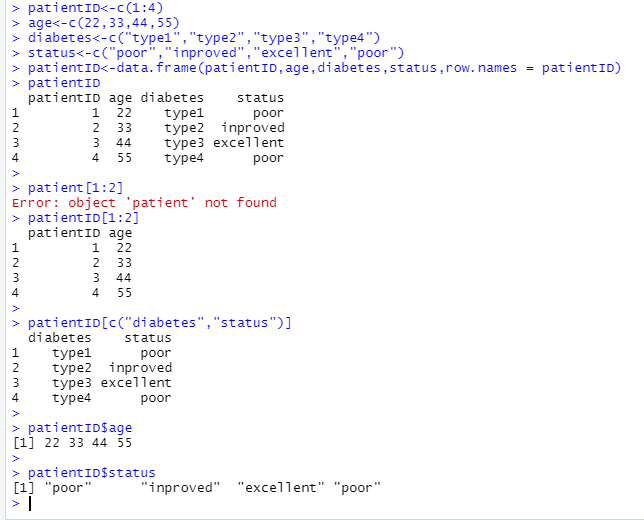 > patientID<-c(1:4)
> age<-c(22,33,44,55)
> diabetes<-c("type1","type2","type3","type4")
> status<-c("poor","inproved","excellent","poor")
> patientID<-data.frame(patientID,age,diabetes,status,row.names = patientID)
> patientID
  patientID age diabetes    status
1         1  22    type1      poor
2         2  33    type2  inproved
3         3  44    type3 excellent
4         4  55    type4      poor
>
> patient[1:2]
Error: object 'patient' not found
> patientID[1:2]
  patientID age
1         1  22
2         2  33
3         3  44
4         4  55
>
> patientID[c("diabetes","status")]
  diabetes    status
1    type1      poor
2    type2  inproved
3    type3 excellent
4    type4      poor
>
> patientID$age
[1] 22 33 44 55
>
> patientID$status
[1] "poor"      "inproved"  "excellent" "poor"
>